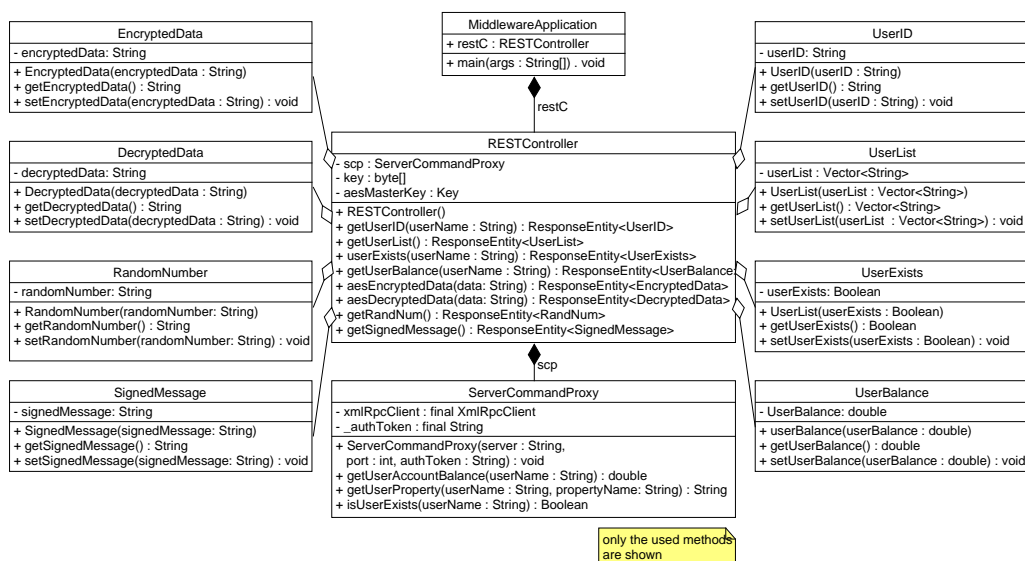 EncryptedData
- encryptedData: String
+ EncryptedData(encryptedData : String)
+ getEncryptedData() : String
+ setEncryptedData(encryptedData : String) : void
MiddlewareApplication
+ restC : RESTController
+ main(args : String[]) . void
restC
UserID
- userID: String
+ UserID(userID : String)
+ getUserID() : String
+ setUserID(userID : String) : void
DecryptedData
- decryptedData: String
+ DecryptedData(decryptedData : String)
+ getDecryptedData() : String
+ setDecryptedData(decryptedData : String) : void
RESTController
- scp : ServerCommandProxy
- key : byte[]
- aesMasterKey : Key
+ RESTController()
+ getUserID(userName : String) : ResponseEntity<UserID>
+ getUserList() : ResponseEntity<UserList>
+ userExists(userName : String) : ResponseEntity<UserExists>
+ getUserBalance(userName : String) : ResponseEntity<UserBalance
+ aesEncryptedData(data: String) : ResponseEntity<EncryptedData>
+ aesDecryptedData(data: String) : ResponseEntity<DecryptedData>
+ getRandNum() : ResponseEntity<RandNum>
+ getSignedMessage() : ResponseEntity<SignedMessage>
scp
UserList
- userList : Vector<String>
+ UserList(userList : Vector<String>)
+ getUserList() : Vector<String>
+ setUserList(userList : Vector<String>) : void
RandomNumber
- randomNumber: String
+ RandomNumber(randomNumber: String)
+ getRandomNumber() : String
+ setRandomNumber(randomNumber: String) : void
UserExists
- userExists: Boolean
+ UserList(userExists : Boolean)
+ getUserExists() : Boolean
+ setUserExists(userExists : Boolean) : void
SignedMessage
- signedMessage: String
+ SignedMessage(signedMessage: String)
+ getSignedMessage() : String
+ setSignedMessage(signedMessage: String) : void
ServerCommandProxy
- xmlRpcClient : final XmlRpcClient
- _authToken : final String
+ ServerCommandProxy(server : String,
port : int, authToken : String) : void
+ getUserAccountBalance(userName : String) : double
+ getUserProperty(userName : String, propertyName: String) : String
+ isUserExists(userName : String) : Boolean
UserBalance
- UserBalance: double
+ userBalance(userBalance : double)
+ getUserBalance() : double
+ setUserBalance(userBalance : double) : void
only the used methods
are shown